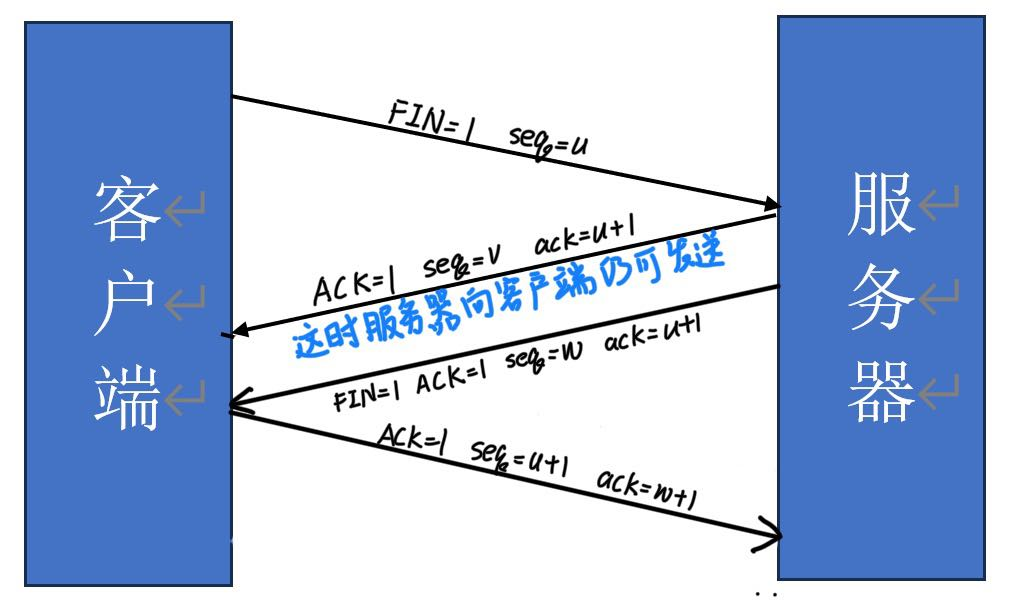 客↵
户↵
端↵
FIN=1 seq=u
ACK=1 seq=v ack=u+1
这时服务器向客户端仍可发送
FIN=1 ACK=1 seq=w ack=u+1
ACK=1 seq=u+1 ack=w+1
服↵
务↵
器↵